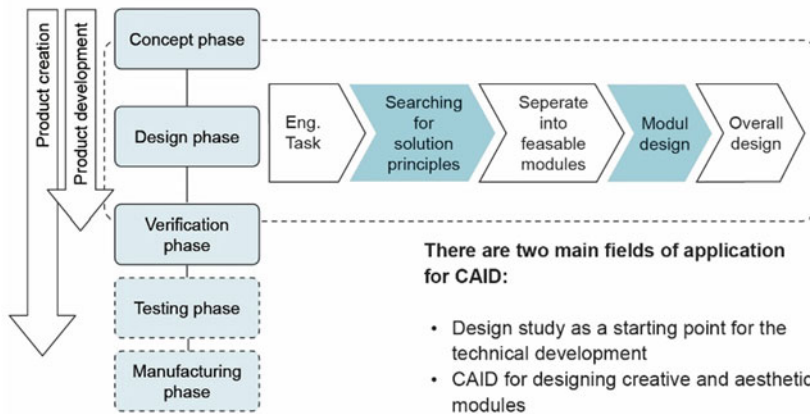 Product creation
Product development
Concept phase
Design phase
Verification
phase
Testing phase
Manufacturing
phase
Eng.
Task
Searching
for
solution
principles
Seperate
into
feasable
modules
Modul
design
Overall
design
There are two main fields of application
for CAID:
• Design study as a starting point for the
technical development
• CAID for designing creative and aesthetic
modules